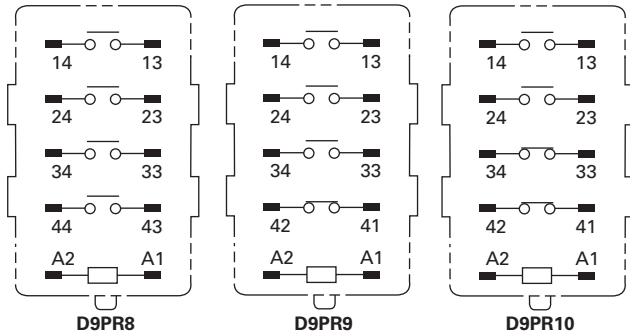 14 13 14 13 14 13
24 23 24 23 24 23
34 33 34 33 34 33
44 43 42 41 42 41
A2 A1 A2 A1 A2 A1
D9PR8 D9PR9 D9PR10